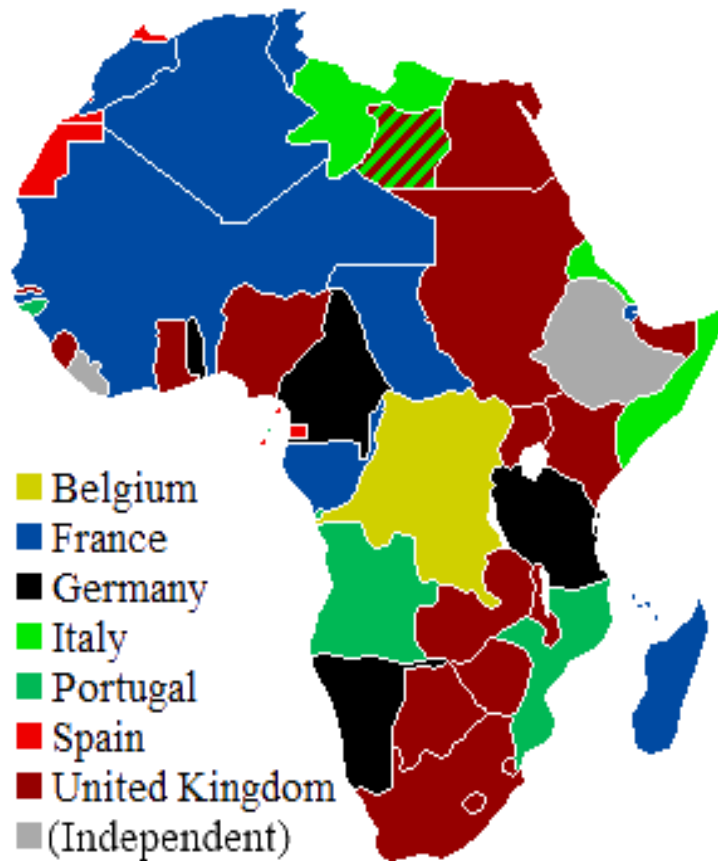 Belgium
France
Germany
Italy
Portugal
Spain
United Kingdom
(Independent)